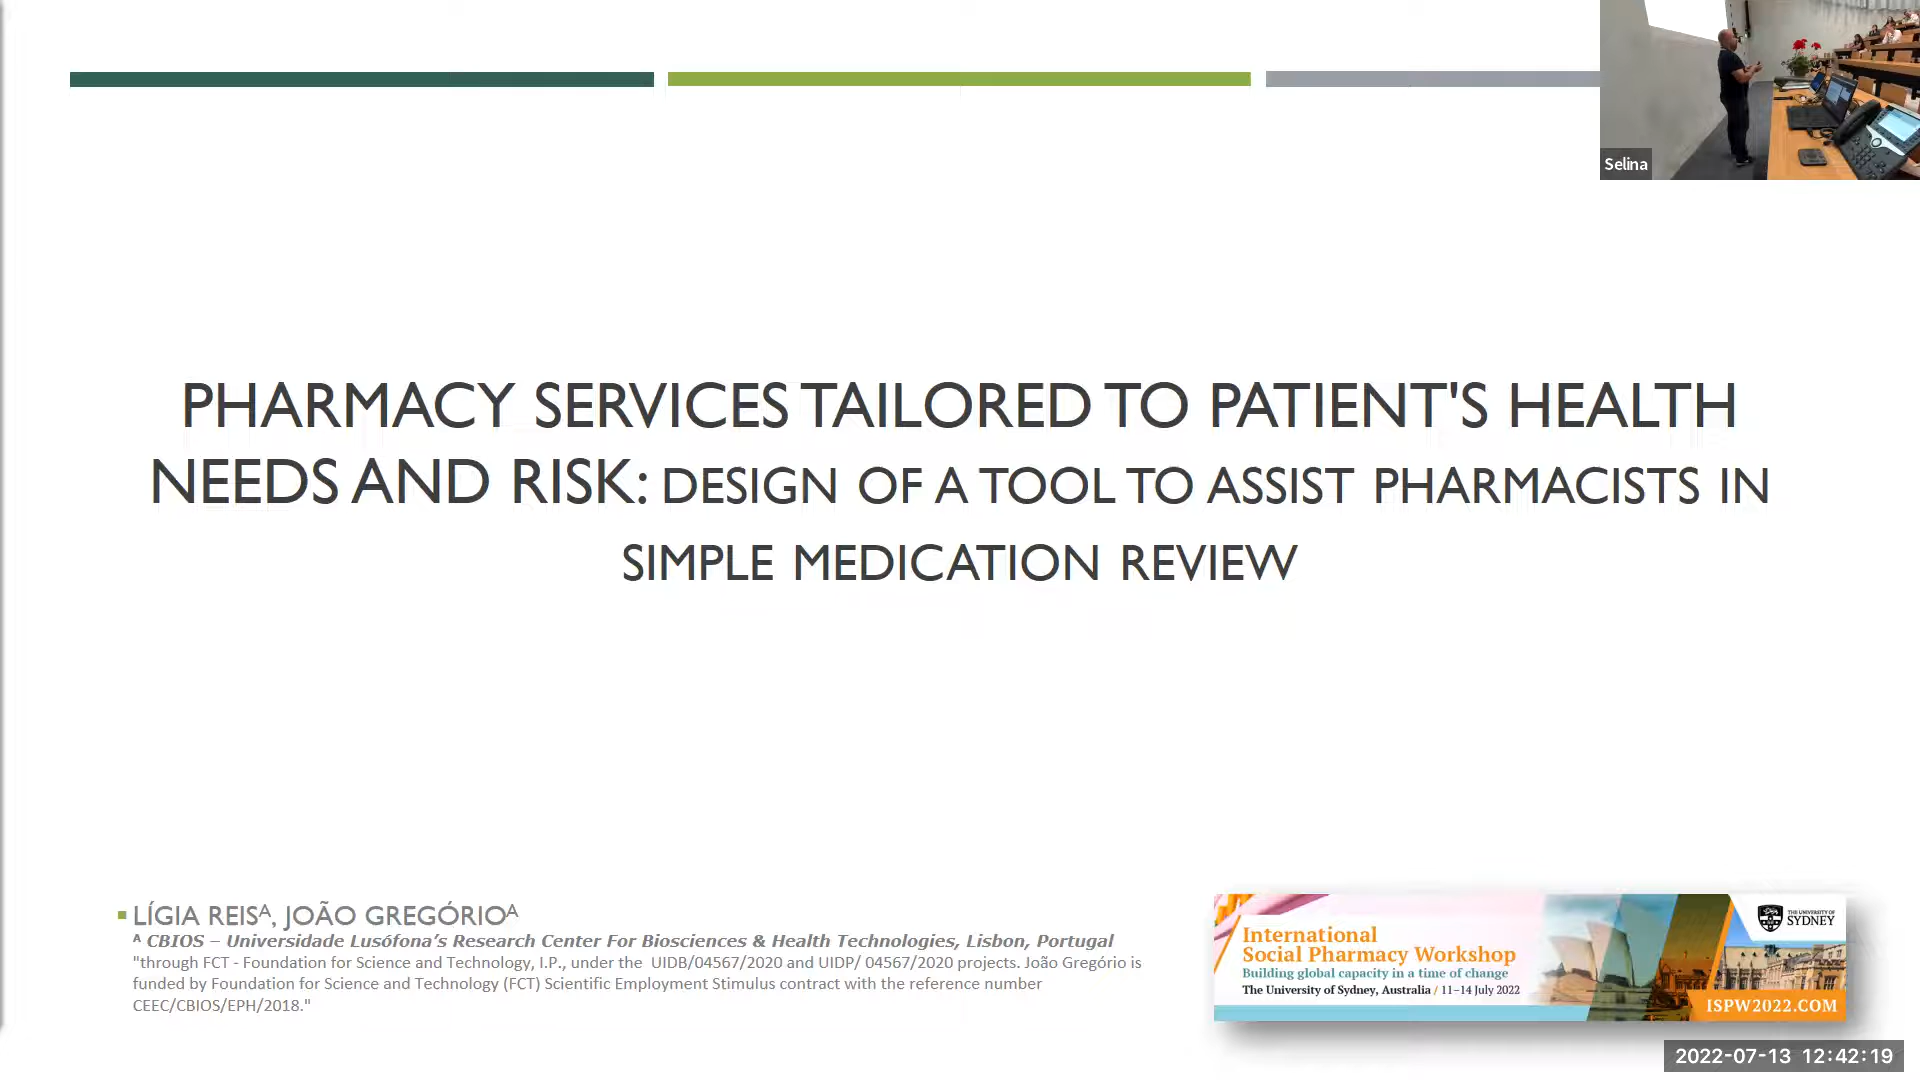 Selina
PHARMACY SERVICES TAILORED TO PATIENT'S HEALTH
NEEDS AND RISK: DESIGN OF A TOOL TO ASSIST PHARMACISTS IN
SIMPLE MEDICATION REVIEW
LÍGIA REISᴬ, JOÃO GREGÓRIOᴬ
ᴬ CBIOS – Universidade Lusófona’s Research Center For Biosciences & Health Technologies, Lisbon, Portugal
"through FCT - Foundation for Science and Technology, I.P., under the UIDB/04567/2020 and UIDP/ 04567/2020 projects. João Gregório is
funded by Foundation for Science and Technology (FCT) Scientific Employment Stimulus contract with the reference number
CEEC/CBIOS/EPH/2018."
International
Social Pharmacy Workshop
Building global capacity in a time of change
The University of Sydney, Australia / 11–14 July 2022
THE UNIVERSITY OF
SYDNEY
ISPW2022.COM
2022-07-13 12:42:19